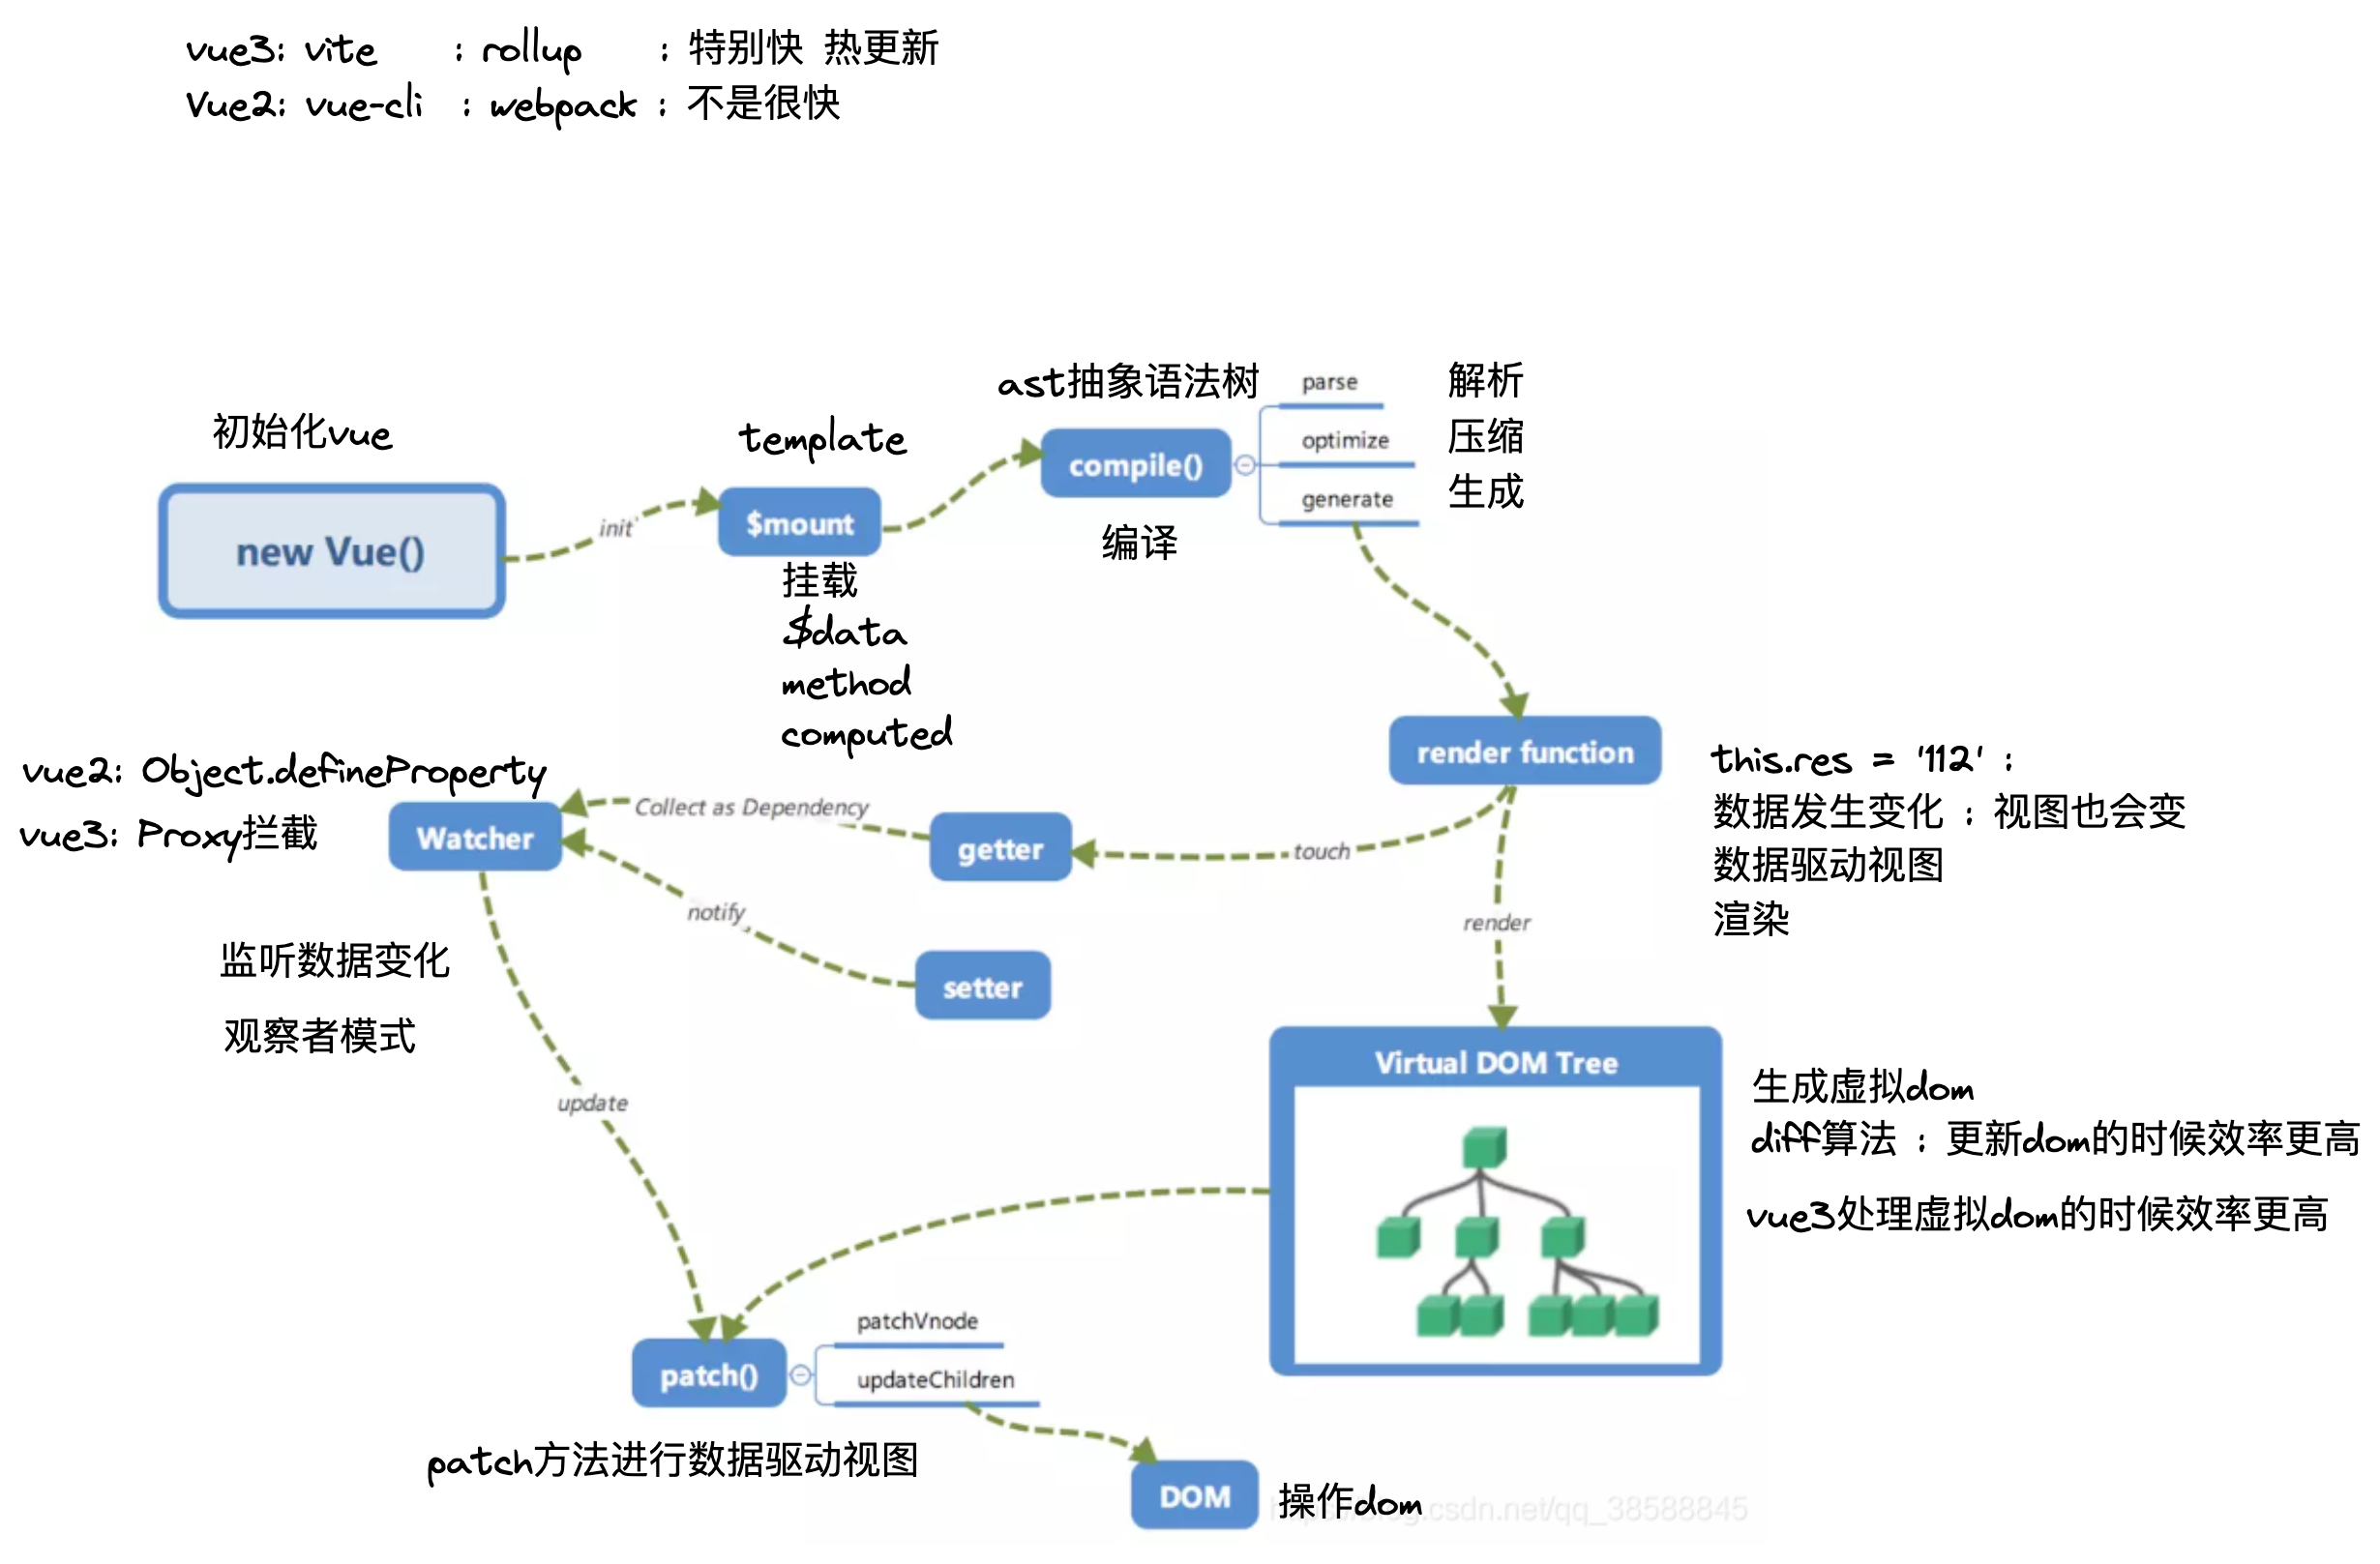 vue3: vite : rollup : 特别快 热更新
Vue2: vue-cli : webpack : 不是很快
初始化vue
new Vue()
init
template
$mount
挂载
$data
method
computed
ast抽象语法树
compile()
编译
parse
optimize
generate
解析
压缩
生成
render function
this.res = '112' :
数据发生变化 : 视图也会变
数据驱动视图
渲染
vue2: Object.defineProperty
vue3: Proxy拦截
Watcher
Collect as Dependency
getter
touch
notify
setter
render
监听数据变化
观察者模式
update
Virtual DOM Tree
生成虚拟dom
diff算法 : 更新dom的时候效率更高
vue3处理虚拟dom的时候效率更高
patch()
patchVnode
updateChildren
patch方法进行数据驱动视图
DOM
操作dom
csdn.net/qq_38588845